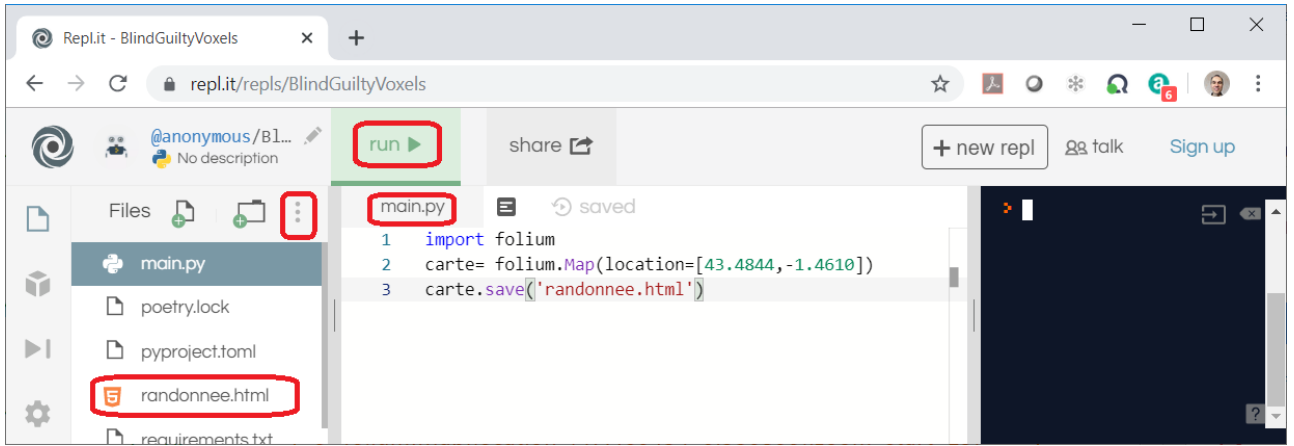 Repl.it - BlindGuiltyVoxels
repl.it/repls/BlindGuiltyVoxels
6
@anonymous/Bl...
No description
run
share
+ new repl
talk
Sign up
Files
main.py
poetry.lock
pyproject.toml
randonnee.html
requirements.txt
main.py
saved
1 import folium
2 carte= folium.Map(location=[43.4844,-1.4610])
3 carte.save('randonnee.html')
?